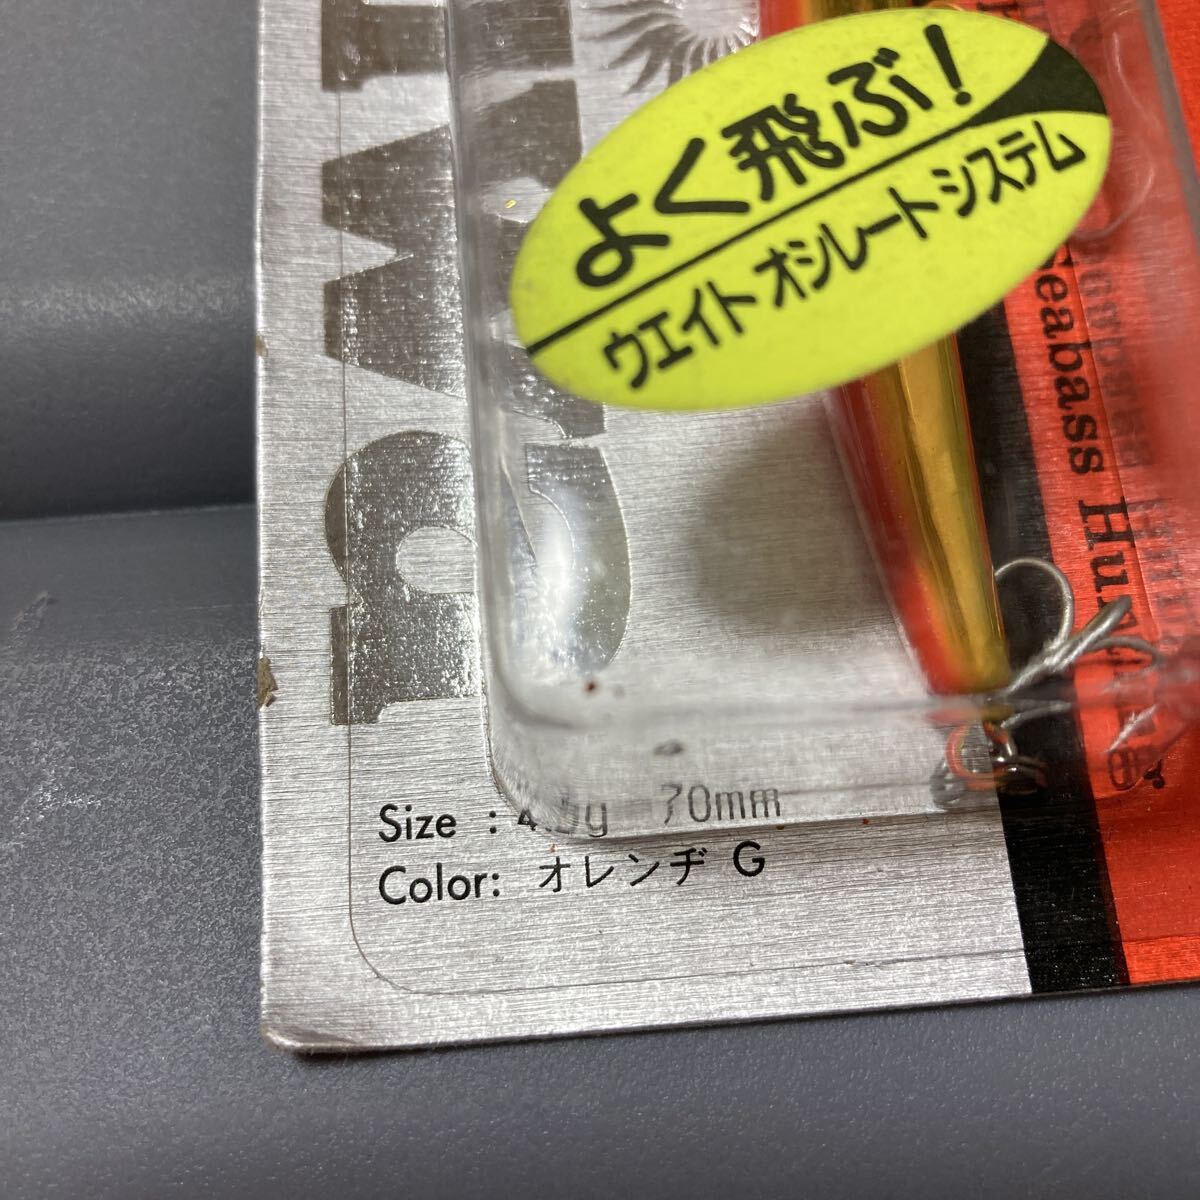 よく飛ぶ!
ウエイトオシレートシステム
Seabass Hunter
Size : 4.5g 70mm
Color: オレンヂ G